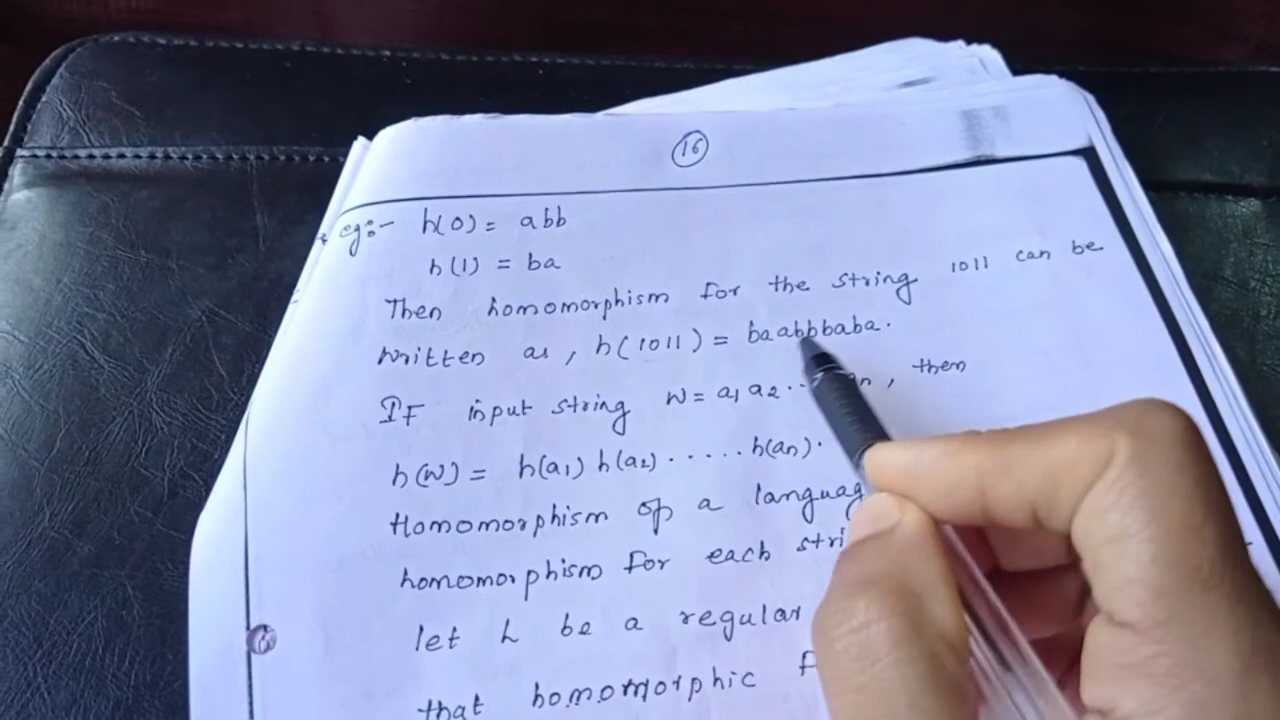 16
eg:- h(0) = abb
h(1) = ba
Then homomorphism for the string 1011 can be
written as, h(1011) = baabbbaba.
IF input string w = a1 a2 .. an, then
h(w) = h(a1) h(a2) ...... h(an).
Homomorphism of a
homomorphism for each
let L be a regular
that homomorphic